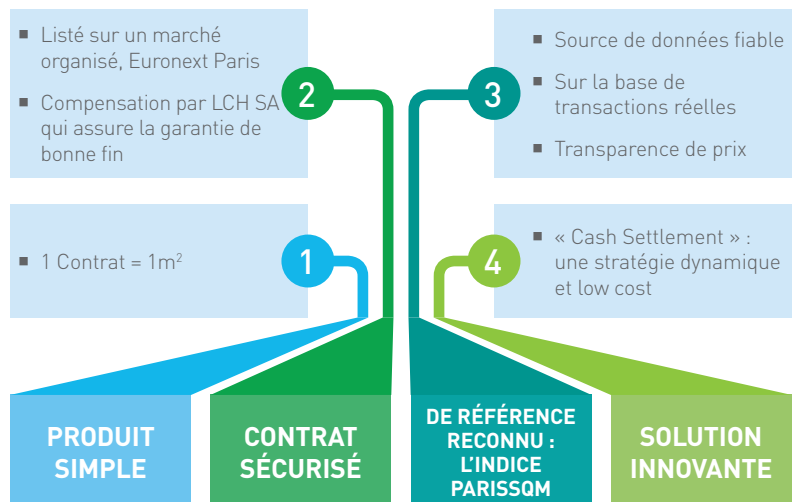 1
▪ 1 Contrat = 1m²
PRODUIT
SIMPLE
2
▪ Listé sur un marché
organisé, Euronext Paris
▪ Compensation par LCH SA
qui assure la garantie de
bonne fin
CONTRAT
SÉCURISÉ
3
▪ Source de données fiable
▪ Sur la base de
transactions réelles
▪ Transparence de prix
DE RÉFÉRENCE
RECONNU :
L’INDICE
PARISSQM
4
▪ « Cash Settlement » :
une stratégie dynamique
et low cost
SOLUTION
INNOVANTE